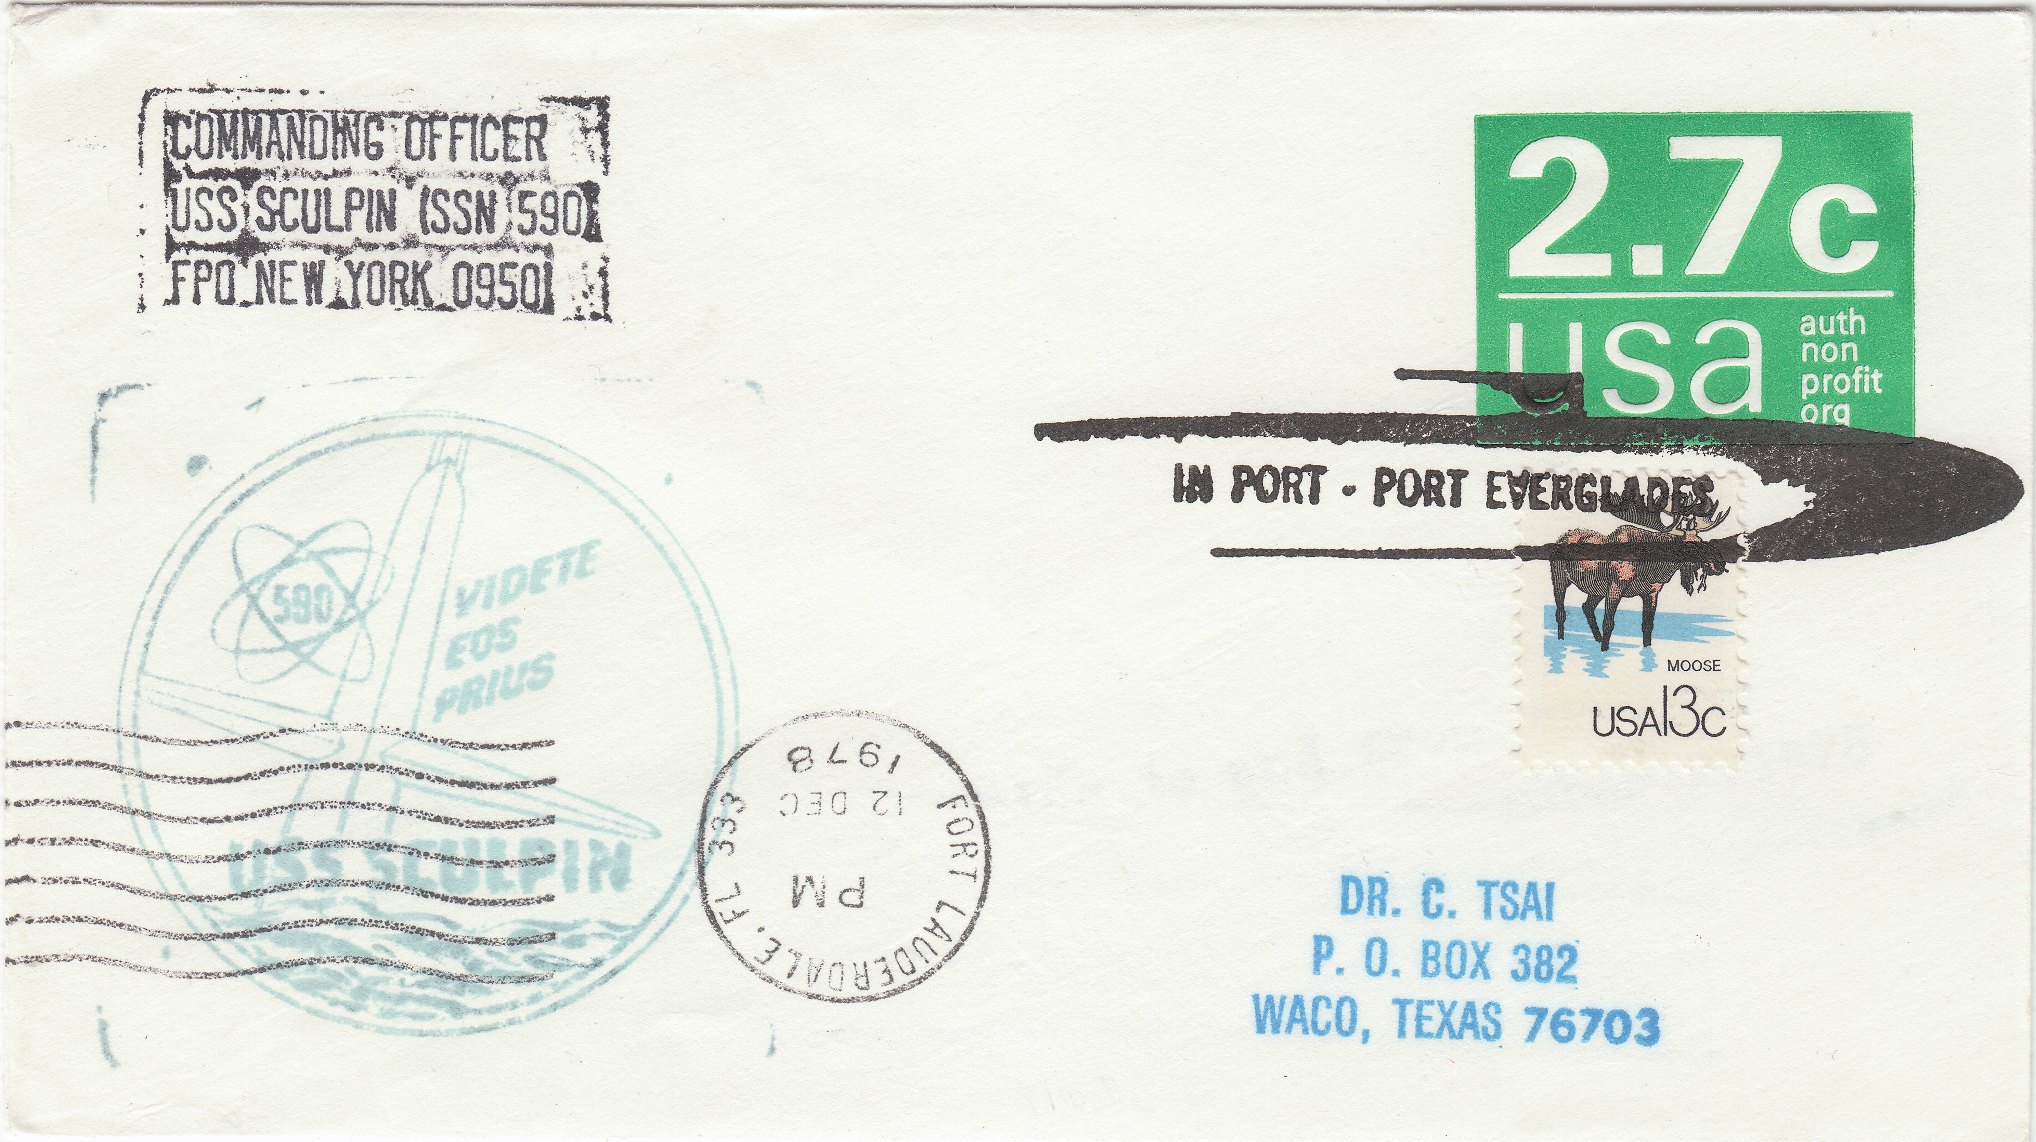 COMMANDING OFFICER
USS SCULPIN (SSN 590)
FPO NEW YORK 09501
2.7c
usa
auth
non
profit
org
IN PORT - PORT EVERGLADES
MOOSE
USA13c
590
VIDETE
EOS
PRIUS
USS SCULPIN
FORT LAUDERDALE, FL 333
PM
12 DEC
1978
DR. C. TSAI
P. O. BOX 382
WACO, TEXAS 76703